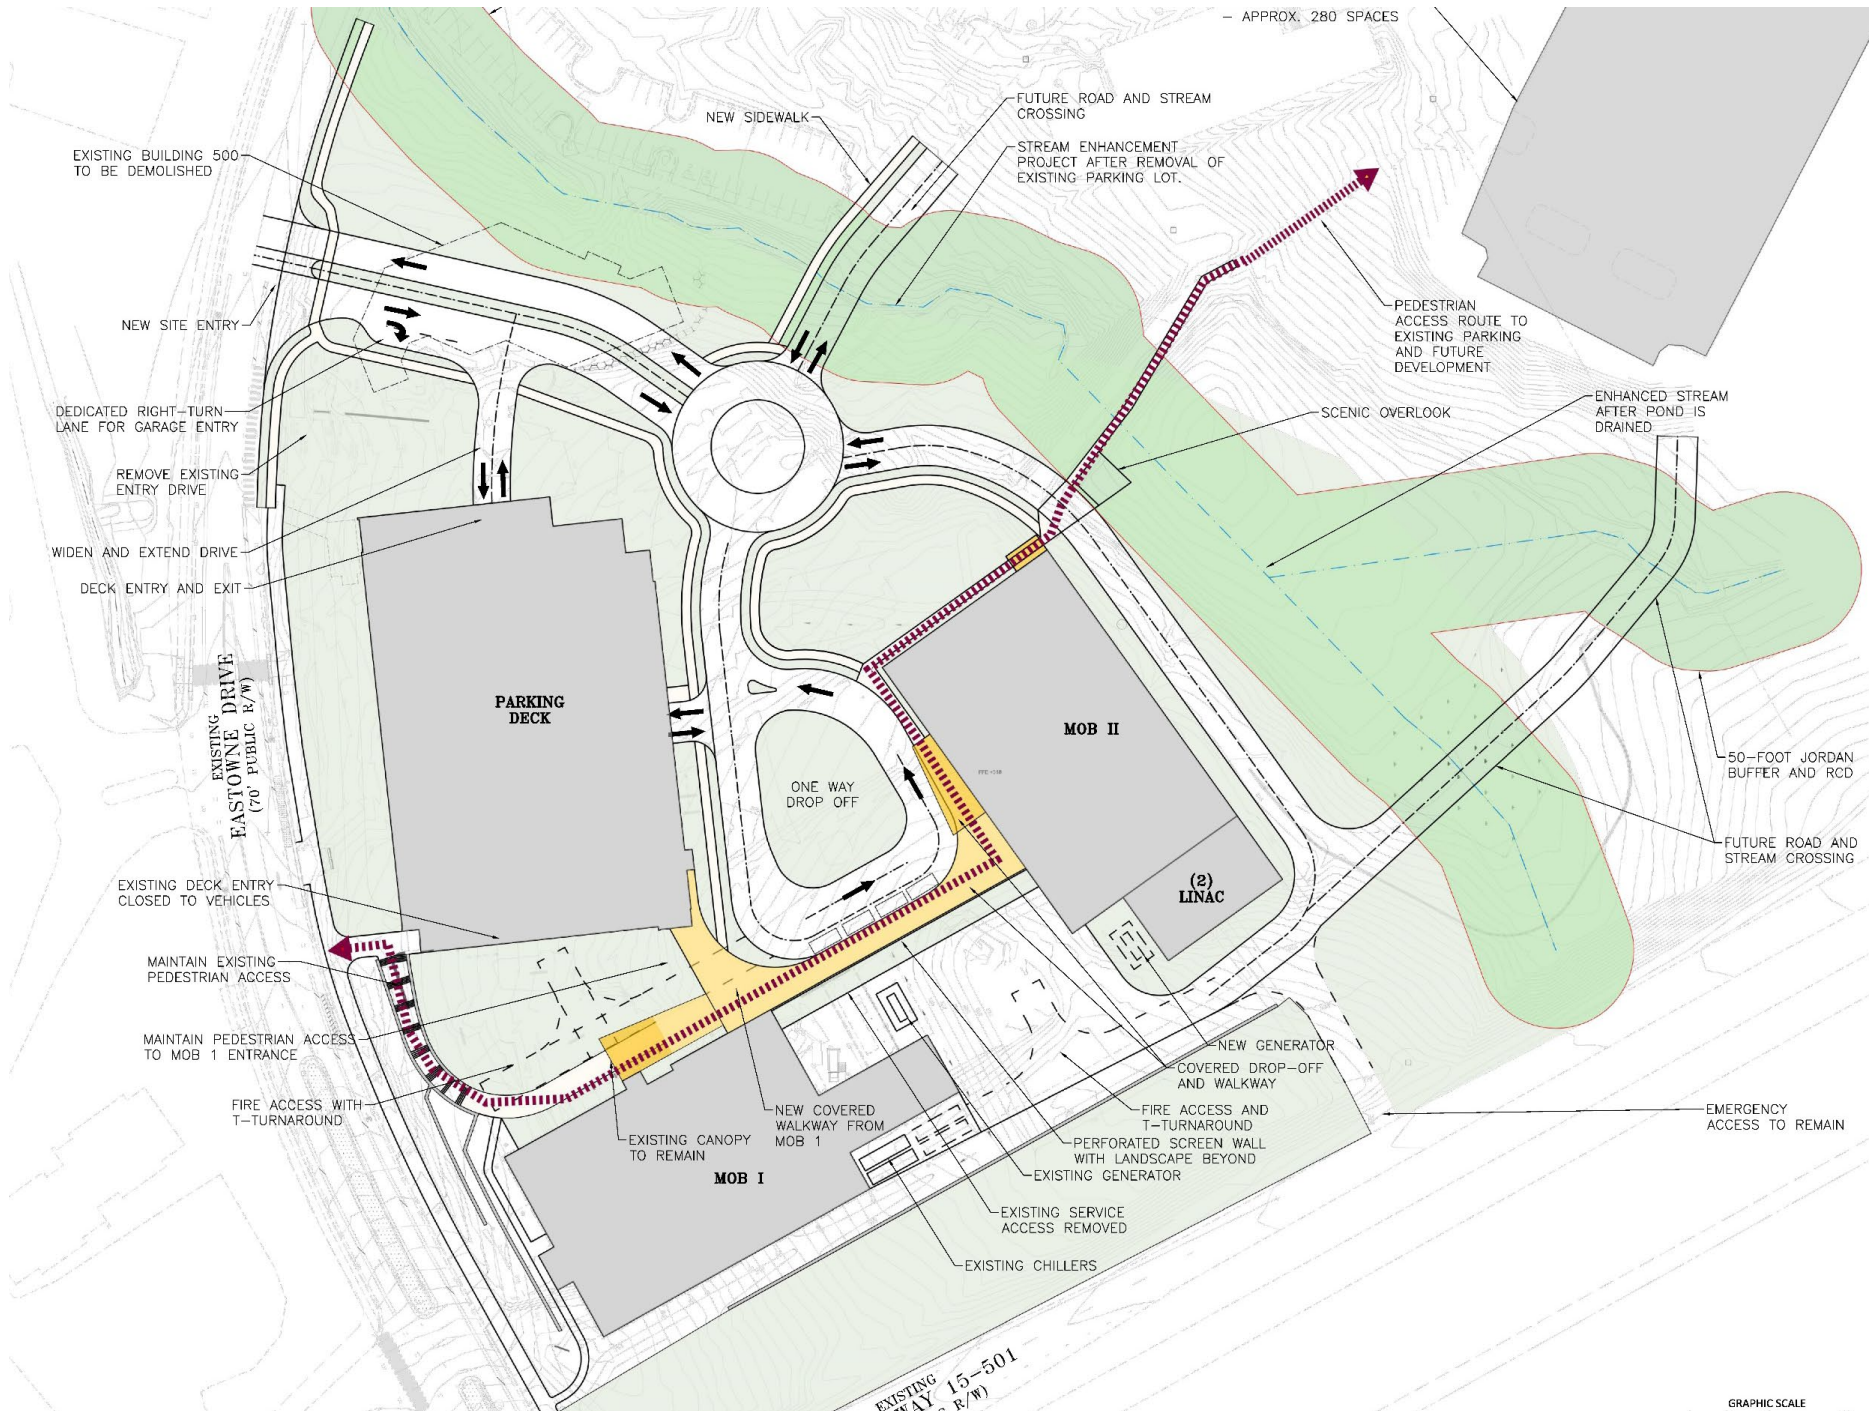 – APPROX. 280 SPACES
FUTURE ROAD AND STREAM
CROSSING
NEW SIDEWALK
STREAM ENHANCEMENT
PROJECT AFTER REMOVAL OF
EXISTING PARKING LOT.
EXISTING BUILDING 500
TO BE DEMOLISHED
NEW SITE ENTRY
PEDESTRIAN
ACCESS ROUTE TO
EXISTING PARKING
AND FUTURE
DEVELOPMENT
DEDICATED RIGHT–TURN
LANE FOR GARAGE ENTRY
SCENIC OVERLOOK
ENHANCED STREAM
AFTER POND IS
DRAINED
REMOVE EXISTING
ENTRY DRIVE
WIDEN AND EXTEND DRIVE
DECK ENTRY AND EXIT
EXISTING
EASTOWNE DRIVE
(70' PUBLIC R/W)
PARKING
DECK
MOB II
ONE WAY
DROP OFF
50–FOOT JORDAN
BUFFER AND RCD
FUTURE ROAD AND
STREAM CROSSING
(2)
LINAC
EXISTING DECK ENTRY
CLOSED TO VEHICLES
MAINTAIN EXISTING
PEDESTRIAN ACCESS
MAINTAIN PEDESTRIAN ACCESS
TO MOB 1 ENTRANCE
FIRE ACCESS WITH
T–TURNAROUND
NEW GENERATOR
COVERED DROP–OFF
AND WALKWAY
FIRE ACCESS AND
T–TURNAROUND
EMERGENCY
ACCESS TO REMAIN
NEW COVERED
WALKWAY FROM
MOB 1
EXISTING CANOPY
TO REMAIN
PERFORATED SCREEN WALL
WITH LANDSCAPE BEYOND
EXISTING GENERATOR
MOB I
EXISTING SERVICE
ACCESS REMOVED
EXISTING CHILLERS
EXISTING
WAY 15–501
R/W)
GRAPHIC SCALE